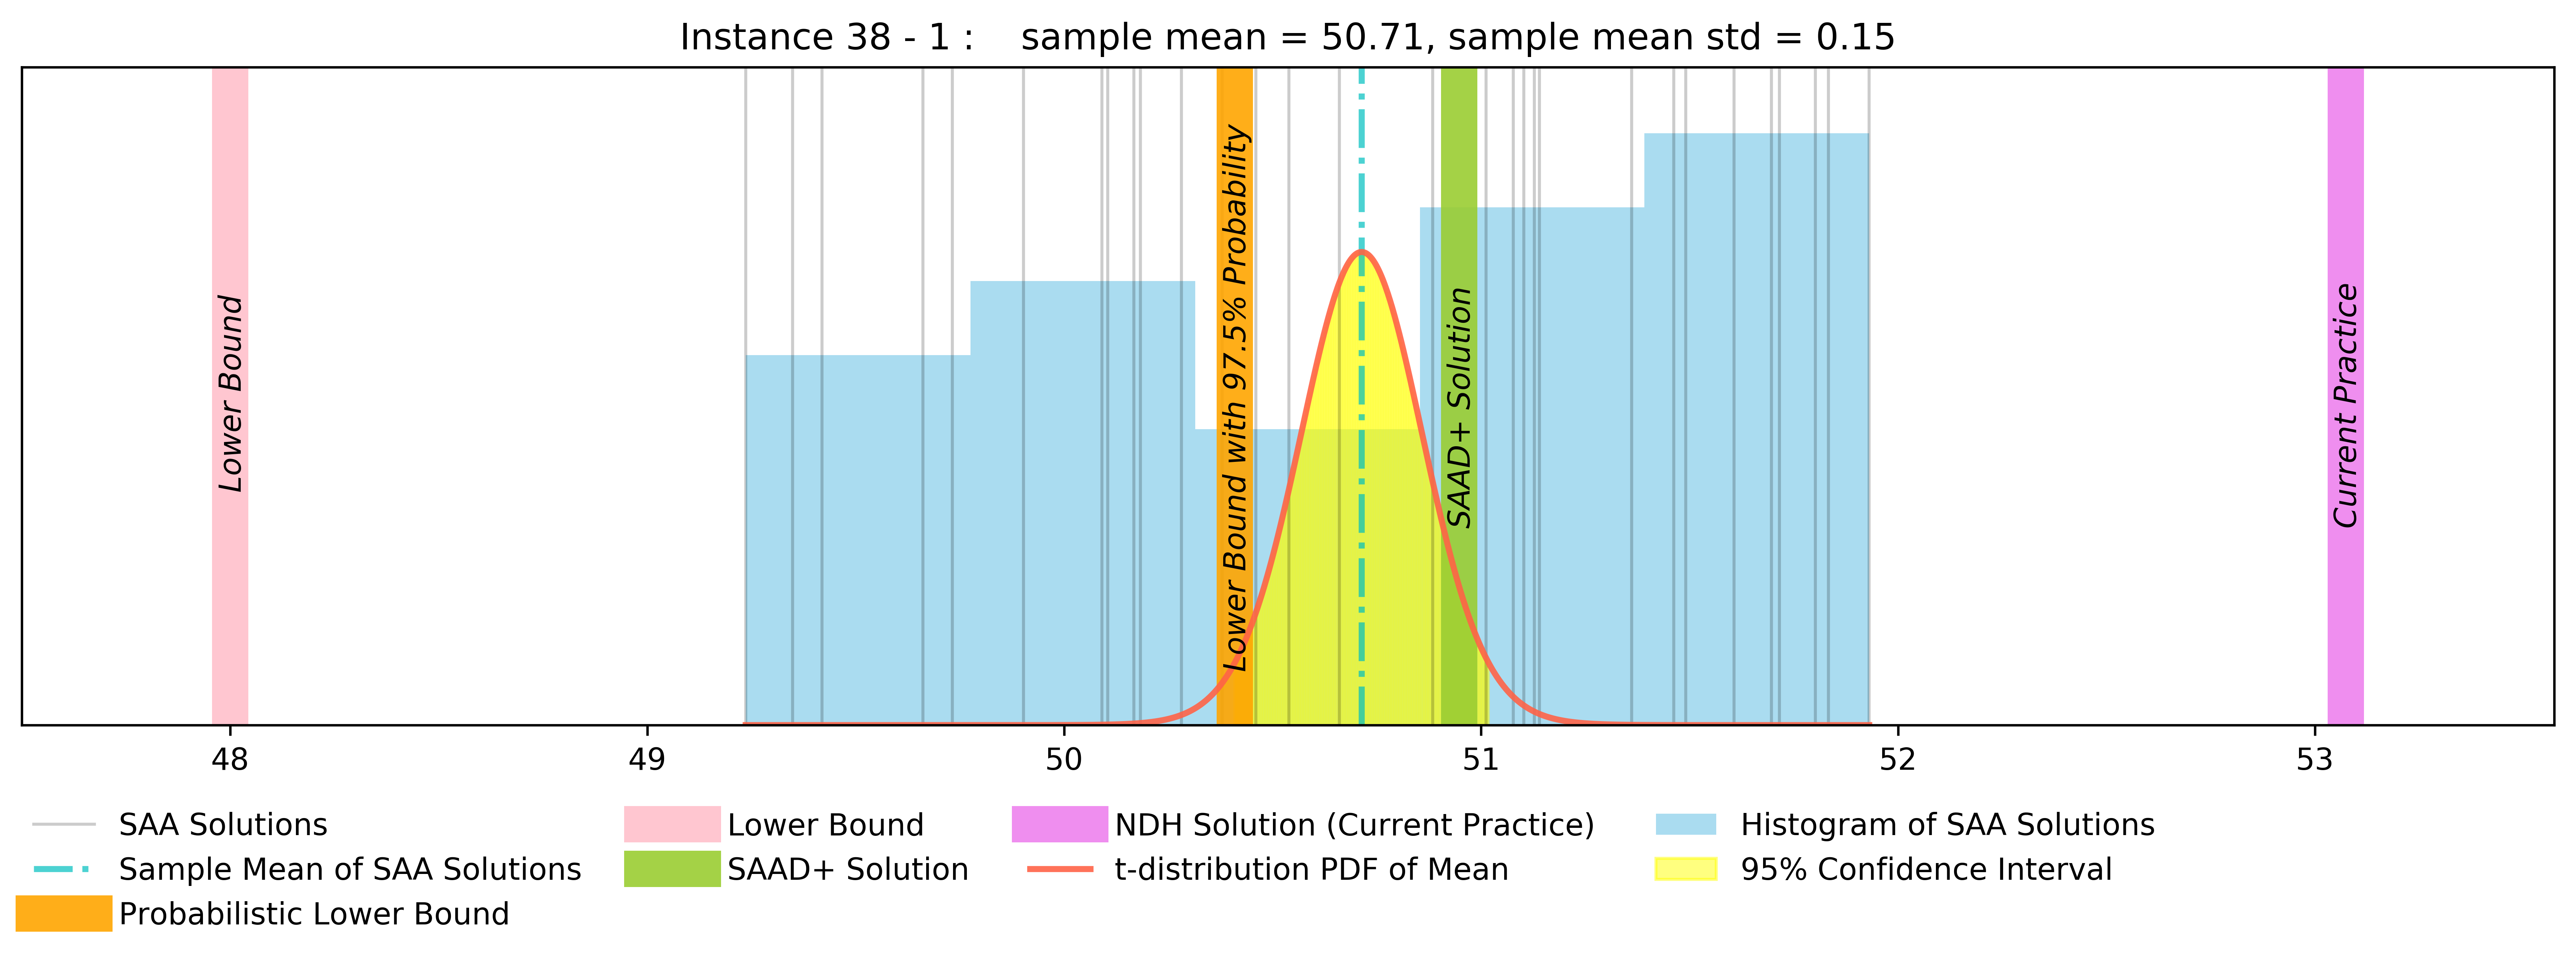 Instance 38 - 1 :    sample mean = 50.71, sample mean std = 0.15
Lower Bound
Lower Bound with 97.5% Probability
SAAD+ Solution
Current Practice
48
49
50
51
52
53
SAA Solutions
Sample Mean of SAA Solutions
Probabilistic Lower Bound
Lower Bound
SAAD+ Solution
NDH Solution (Current Practice)
t-distribution PDF of Mean
Histogram of SAA Solutions
95% Confidence Interval